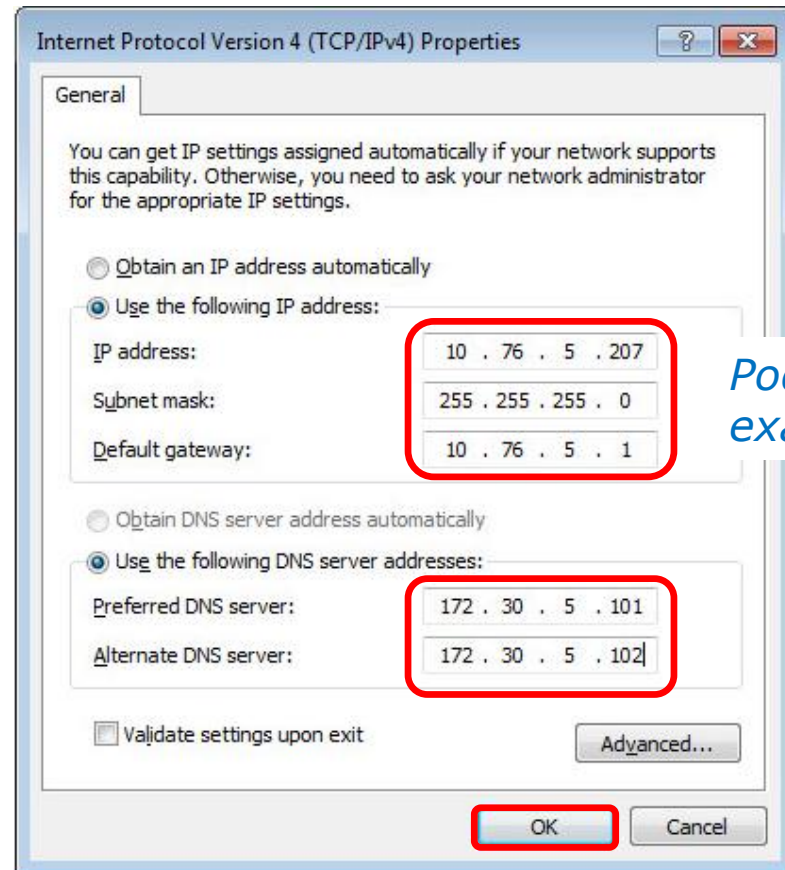 Internet Protocol Version 4 (TCP/IPv4) Properties
General
You can get IP settings assigned automatically if your network supports
this capability. Otherwise, you need to ask your network administrator
for the appropriate IP settings.
Obtain an IP address automatically
Use the following IP address:
IP address: 10 . 76 . 5 . 207
Subnet mask: 255 . 255 . 255 . 0
Default gateway: 10 . 76 . 5 . 1
Obtain DNS server address automatically
Use the following DNS server addresses:
Preferred DNS server: 172 . 30 . 5 . 101
Alternate DNS server: 172 . 30 . 5 . 102
Validate settings upon exit
Advanced...
OK Cancel